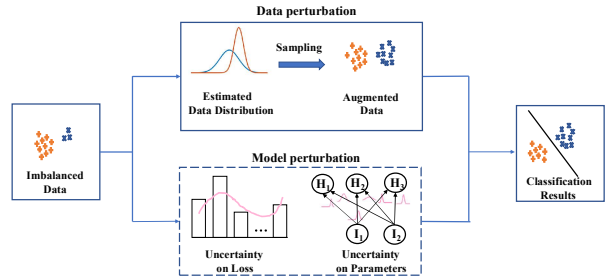 Data perturbation
Sampling
Estimated
Data Distribution
Augmented
Data
Imbalanced
Data
Model perturbation
H1
H2
H3
...
I1
I2
Uncertainty
on Loss
Uncertainty
on Parameters
Classification
Results